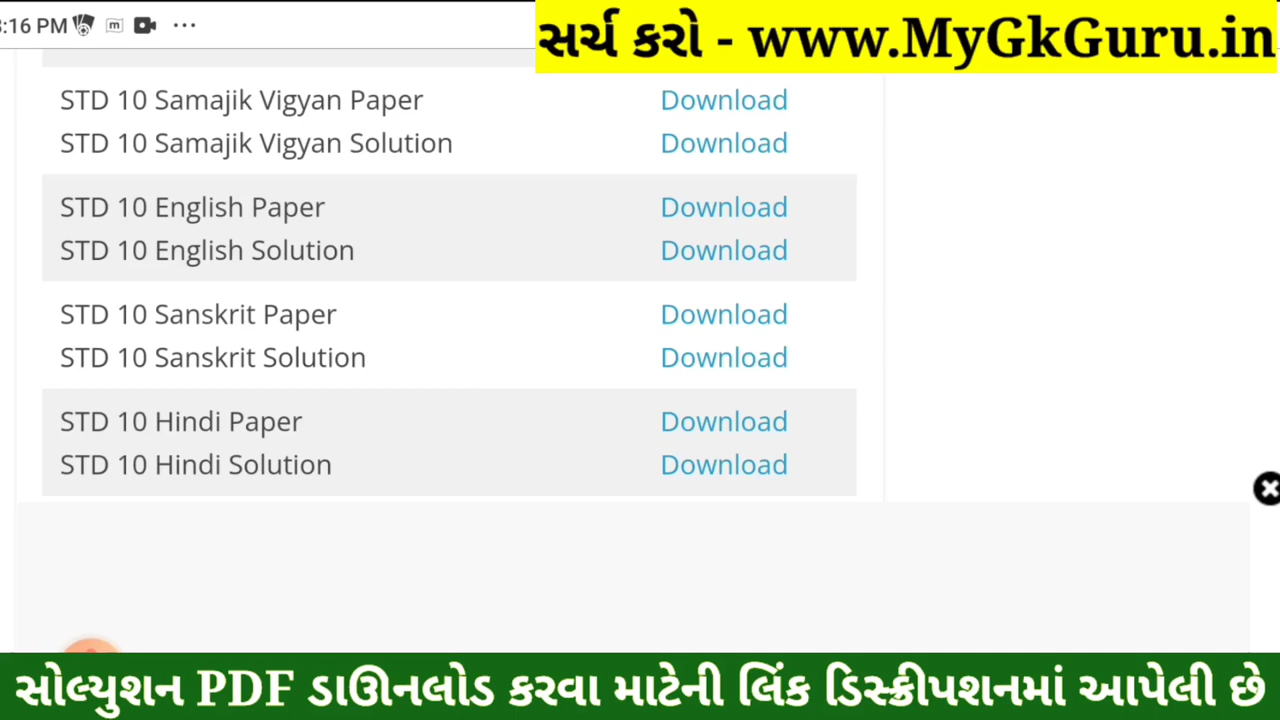 :16 PM
સર્ચ કરો - www.MyGkGuru.in
STD 10 Samajik Vigyan Paper Download
STD 10 Samajik Vigyan Solution Download
STD 10 English Paper Download
STD 10 English Solution Download
STD 10 Sanskrit Paper Download
STD 10 Sanskrit Solution Download
STD 10 Hindi Paper Download
STD 10 Hindi Solution Download
સોલ્યુશન PDF ડાઊનલોડ કરવા માટેની લિંક ડિસ્ક્રીપશનમાં આપેલી છે